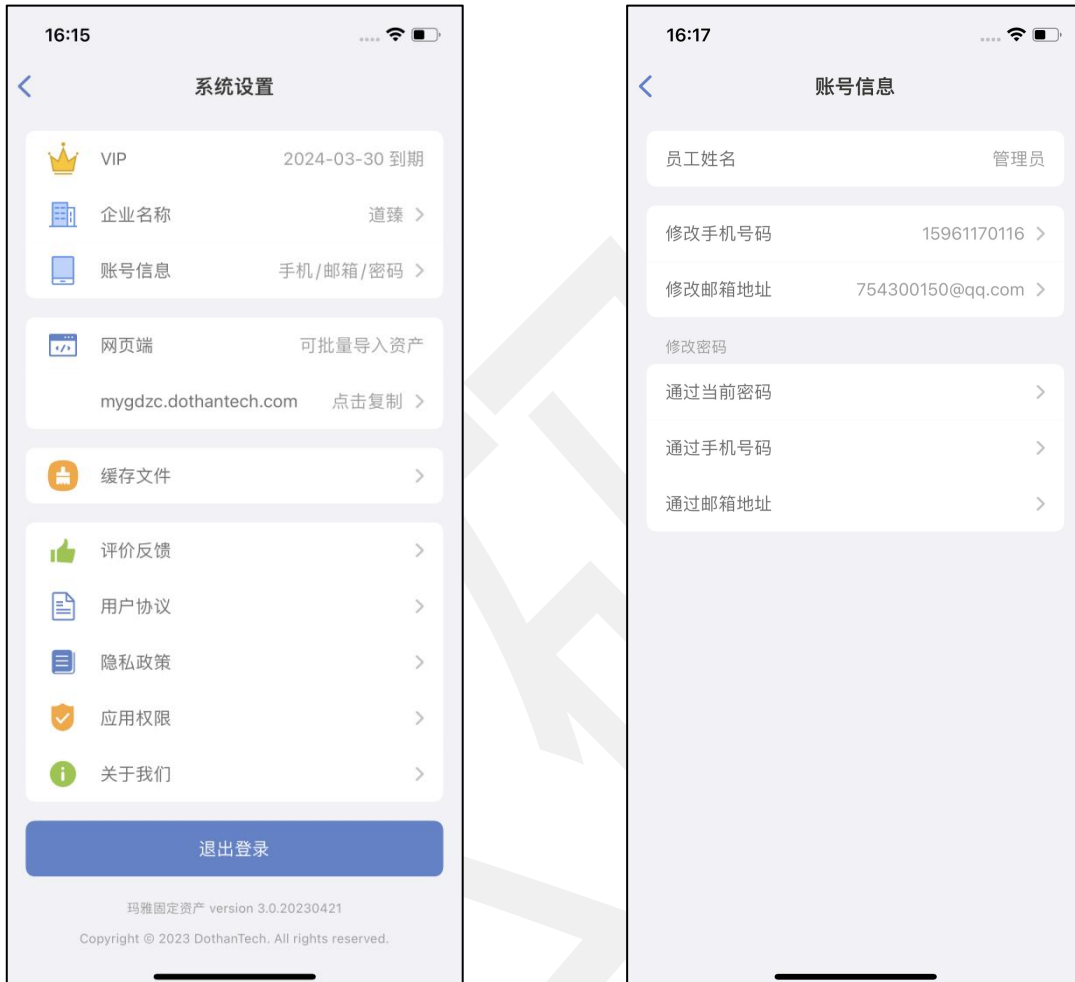 16:15
系统设置
VIP 2024-03-30 到期
企业名称 道臻
账号信息 手机/邮箱/密码
网页端 可批量导入资产
mygdzc.dothantech.com 点击复制
缓存文件
评价反馈
用户协议
隐私政策
应用权限
关于我们
退出登录
玛雅固定资产 version 3.0.20230421
Copyright © 2023 DothanTech. All rights reserved.
16:17
账号信息
员工姓名 管理员
修改手机号码 15961170116
修改邮箱地址 754300150@qq.com
修改密码
通过当前密码
通过手机号码
通过邮箱地址